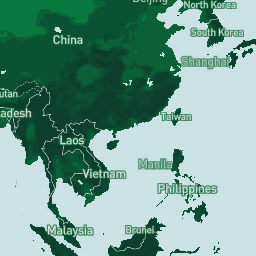 Beijing
North Korea
China
South Korea
Shanghai
utan
adesh
Taiwan
Laos
Manila
Vietnam
Philippines
Malaysia
Brunei